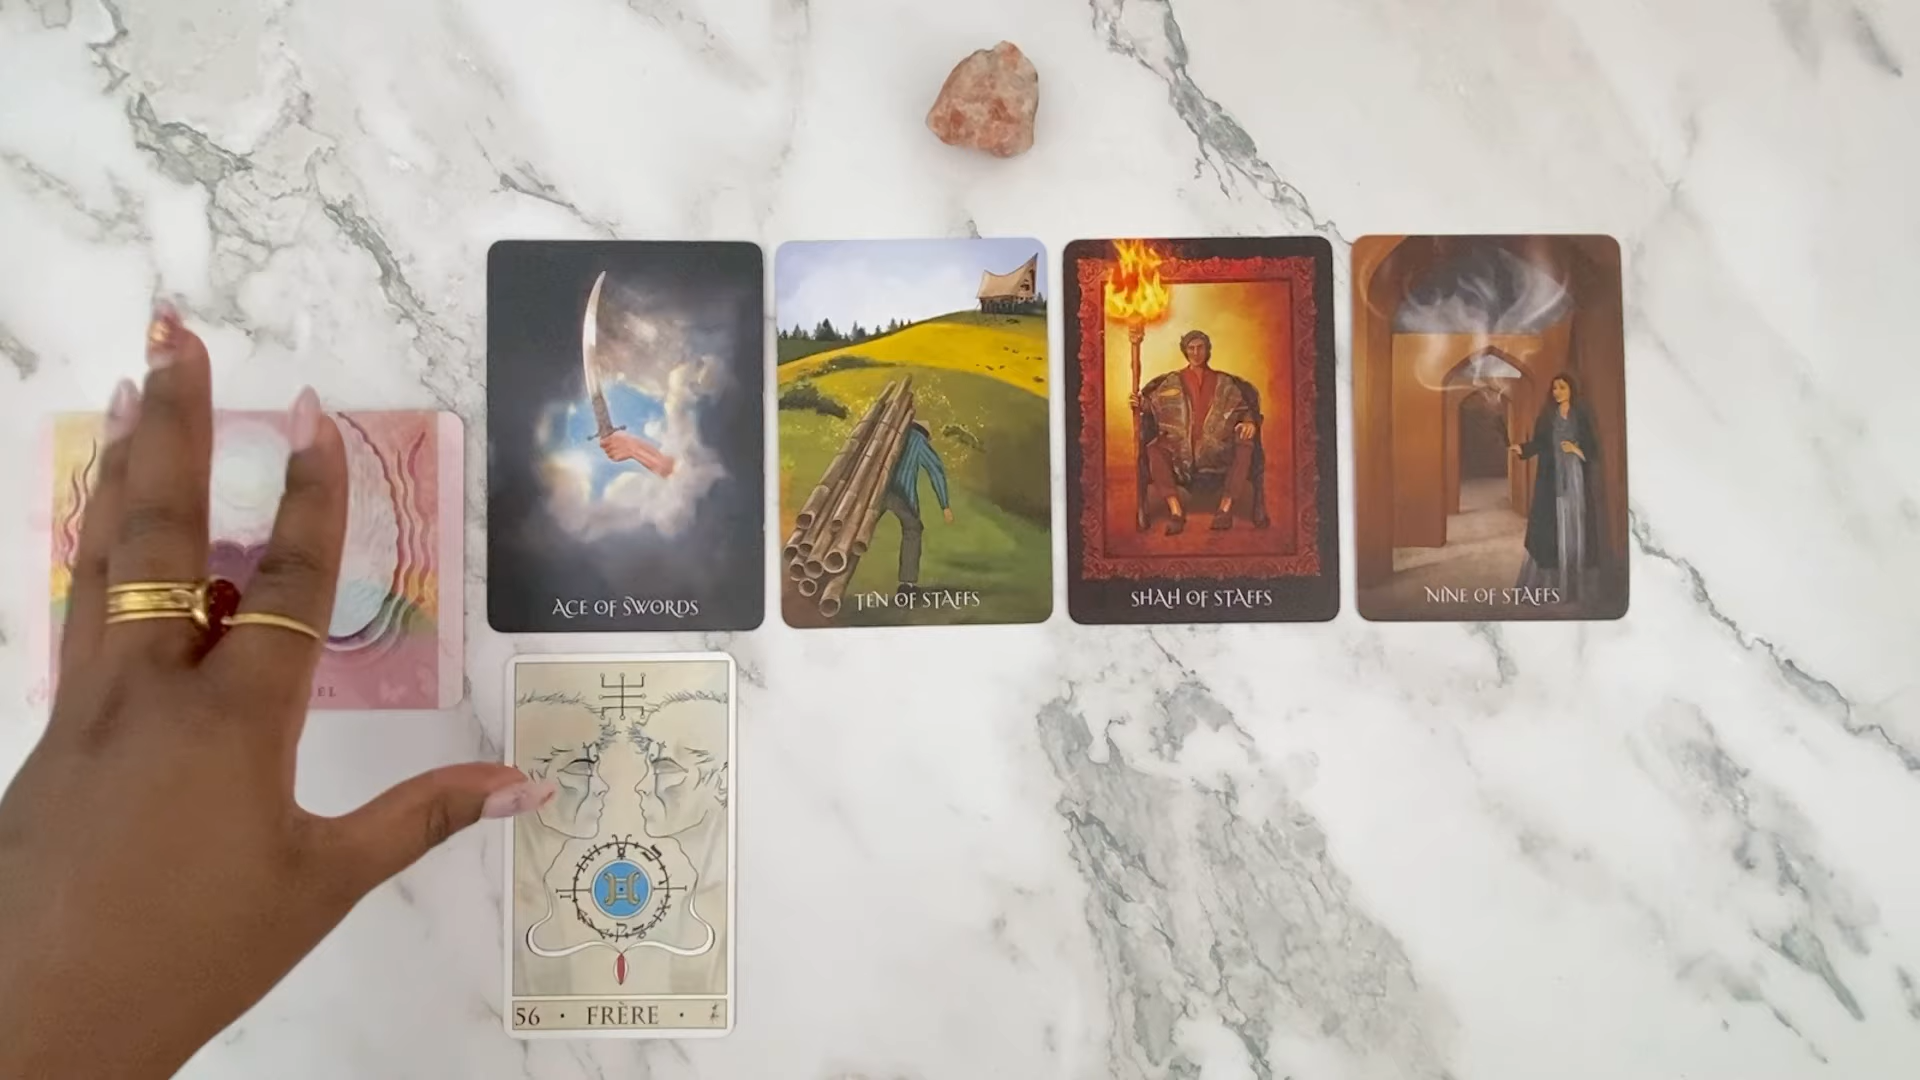 ACE OF SWORDS
TEN OF STAFFS
SHAH OF STAFFS
NINE OF STAFFS
56 · FRÈRE ·